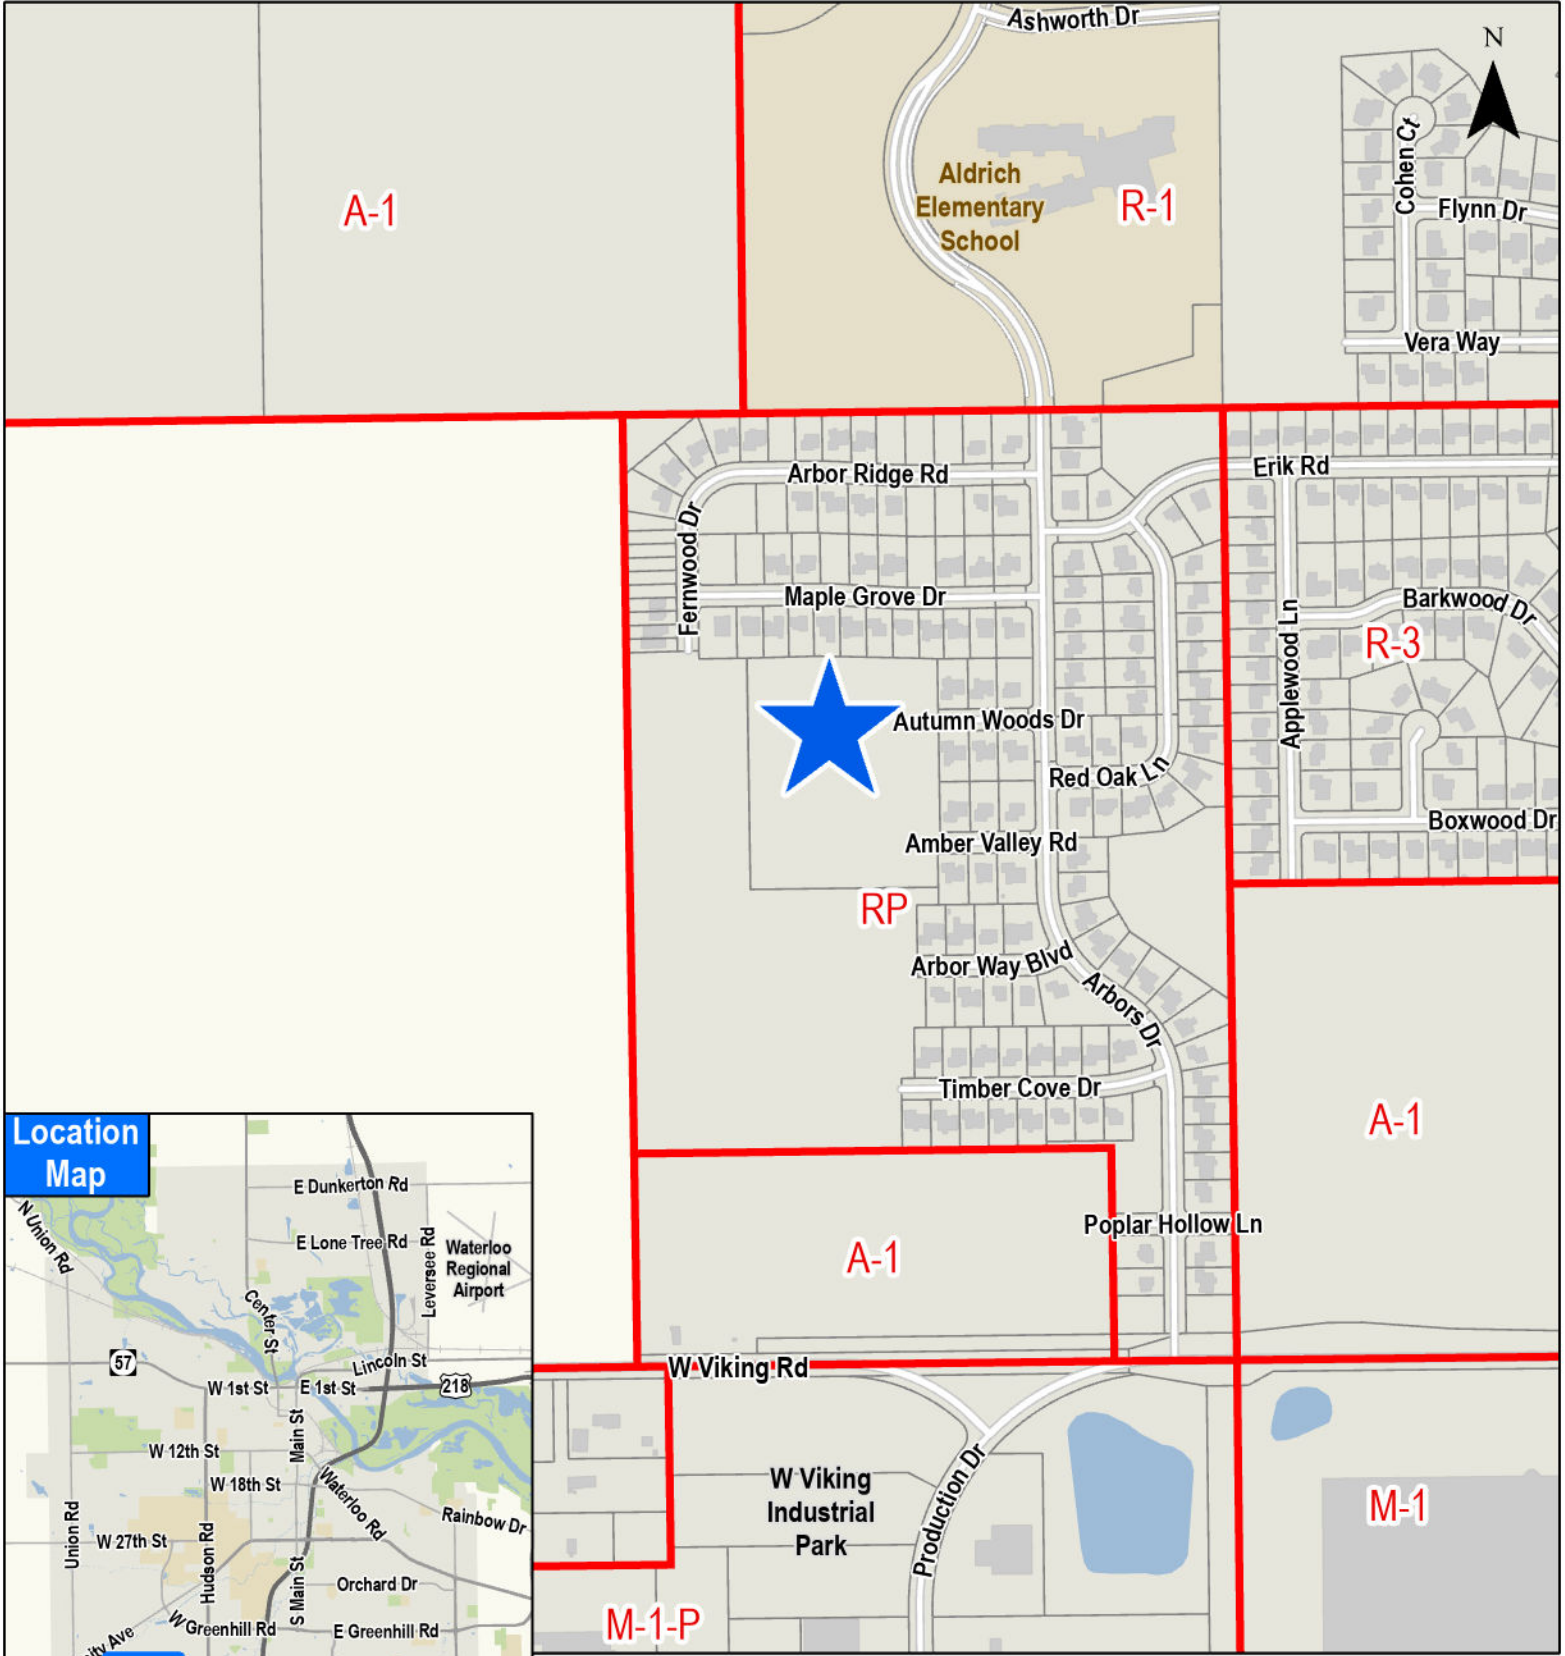 Ashworth Dr
N
Cohen Ct
Flynn Dr
Aldrich
Elementary
School
R-1
A-1
Vera Way
Arbor Ridge Rd
Erik Rd
Fernwood Dr
Maple Grove Dr
Applewood Ln
Barkwood Dr
R-3
Autumn Woods Dr
Red Oak Ln
Boxwood Dr
Amber Valley Rd
RP
Arbor Way Blvd
Arbors Dr
Timber Cove Dr
A-1
Poplar Hollow Ln
A-1
W Viking Rd
W Viking
Industrial
Park
Production Dr
M-1
M-1-P
Location
Map
N Union Rd
E Dunkerton Rd
E Lone Tree Rd
Leversee Rd
Waterloo
Regional
Airport
Center St
57
Lincoln St
W 1st St
E 1st St
218
Main St
W 12th St
W 18th St
Waterloo Rd
Rainbow Dr
Union Rd
W 27th St
Hudson Rd
S Main St
Orchard Dr
W Greenhill Rd
E Greenhill Rd
ity Ave